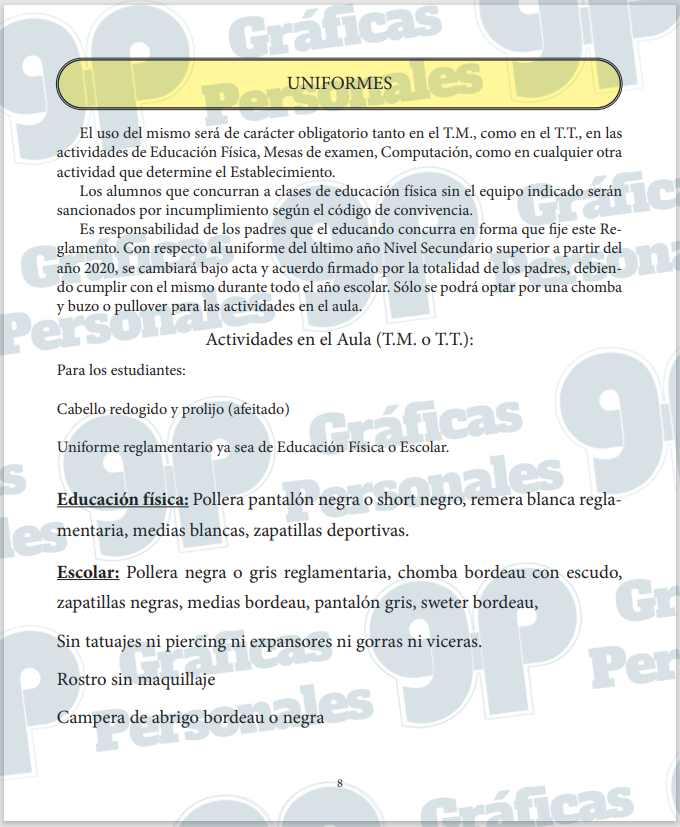 Gráficas
Personales
gp
UNIFORMES
El uso del mismo será de carácter obligatorio tanto en el T.M., como en el T.T., en las
actividades de Educación Física, Mesas de examen, Computación, como en cualquier otra
actividad que determine el Establecimiento.
Los alumnos que concurran a clases de educación física sin el equipo indicado serán
sancionados por incumplimiento según el código de convivencia.
Es responsabilidad de los padres que el educando concurra en forma que fije este Re-
glamento. Con respecto al uniforme del último año Nivel Secundario superior a partir del
año 2020, se cambiará bajo acta y acuerdo firmado por la totalidad de los padres, debien-
do cumplir con el mismo durante todo el año escolar. Sólo se podrá optar por una chomba
y buzo o pullover para las actividades en el aula.
Actividades en el Aula (T.M. o T.T.):
Para los estudiantes:
Cabello redogido y prolijo (afeitado)
Uniforme reglamentario ya sea de Educación Física o Escolar.
Educación física: Pollera pantalón negra o short negro, remera blanca regla-
mentaria, medias blancas, zapatillas deportivas.
Escolar: Pollera negra o gris reglamentaria, chomba bordeau con escudo,
zapatillas negras, medias bordeau, pantalón gris, sweter bordeau,
Sin tatuajes ni piercing ni expansores ni gorras ni viceras.
Rostro sin maquillaje
Campera de abrigo bordeau o negra
8